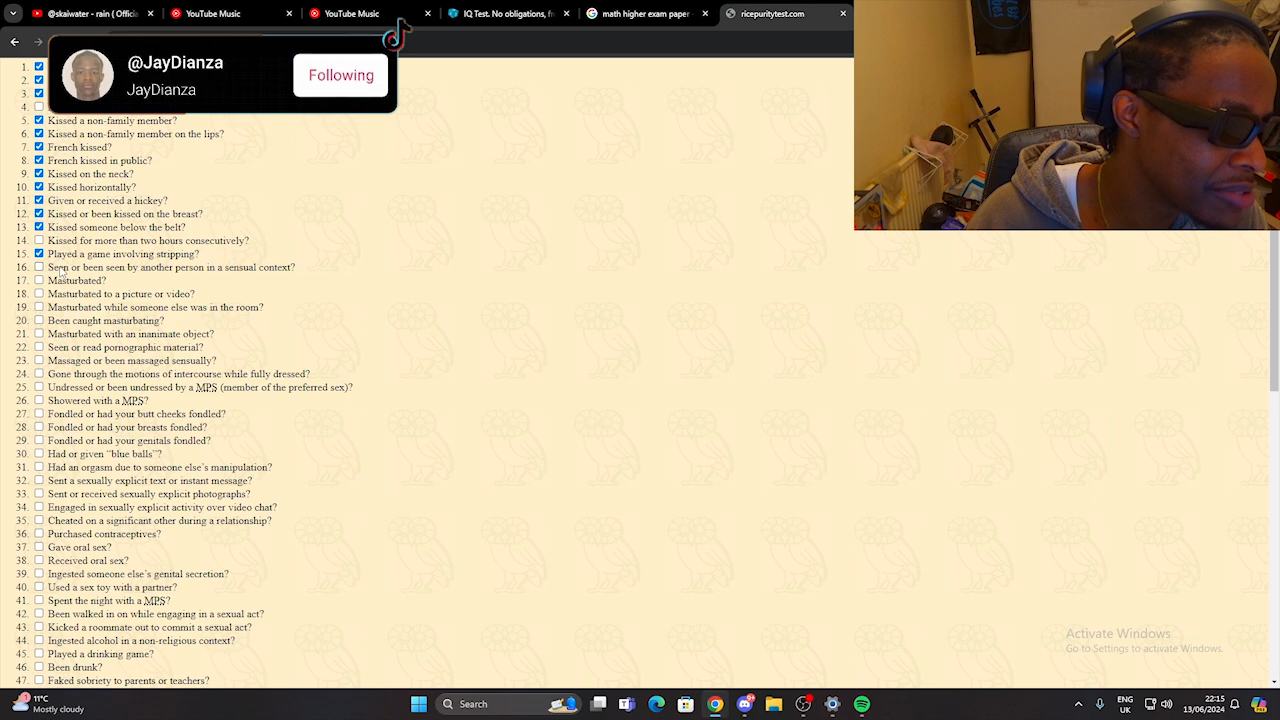 @skaiwater - rain ( Officia
YouTube Music
YouTube Music
IQ Test. No obligations, fr
math higher exam paper -
ricepuritytest.com
@JayDianza
JayDianza
Following
1.
2.
3.
4.
5. Kissed a non-family member?
6. Kissed a non-family member on the lips?
7. French kissed?
8. French kissed in public?
9. Kissed on the neck?
10. Kissed horizontally?
11. Given or received a hickey?
12. Kissed or been kissed on the breast?
13. Kissed someone below the belt?
14. Kissed for more than two hours consecutively?
15. Played a game involving stripping?
16. Seen or been seen by another person in a sensual context?
17. Masturbated?
18. Masturbated to a picture or video?
19. Masturbated while someone else was in the room?
20. Been caught masturbating?
21. Masturbated with an inanimate object?
22. Seen or read pornographic material?
23. Massaged or been massaged sensually?
24. Gone through the motions of intercourse while fully dressed?
25. Undressed or been undressed by a MPS (member of the preferred sex)?
26. Showered with a MPS?
27. Fondled or had your butt cheeks fondled?
28. Fondled or had your breasts fondled?
29. Fondled or had your genitals fondled?
30. Had or given “blue balls”?
31. Had an orgasm due to someone else’s manipulation?
32. Sent a sexually explicit text or instant message?
33. Sent or received sexually explicit photographs?
34. Engaged in sexually explicit activity over video chat?
35. Cheated on a significant other during a relationship?
36. Purchased contraceptives?
37. Gave oral sex?
38. Received oral sex?
39. Ingested someone else’s genital secretion?
40. Used a sex toy with a partner?
41. Spent the night with a MPS?
42. Been walked in on while engaging in a sexual act?
43. Kicked a roommate out to commit a sexual act?
44. Ingested alcohol in a non-religious context?
45. Played a drinking game?
46. Been drunk?
47. Faked sobriety to parents or teachers?
Activate Windows
Go to Settings to activate Windows.
11°C
Mostly cloudy
Search
ENG
UK
22:15
13/06/2024